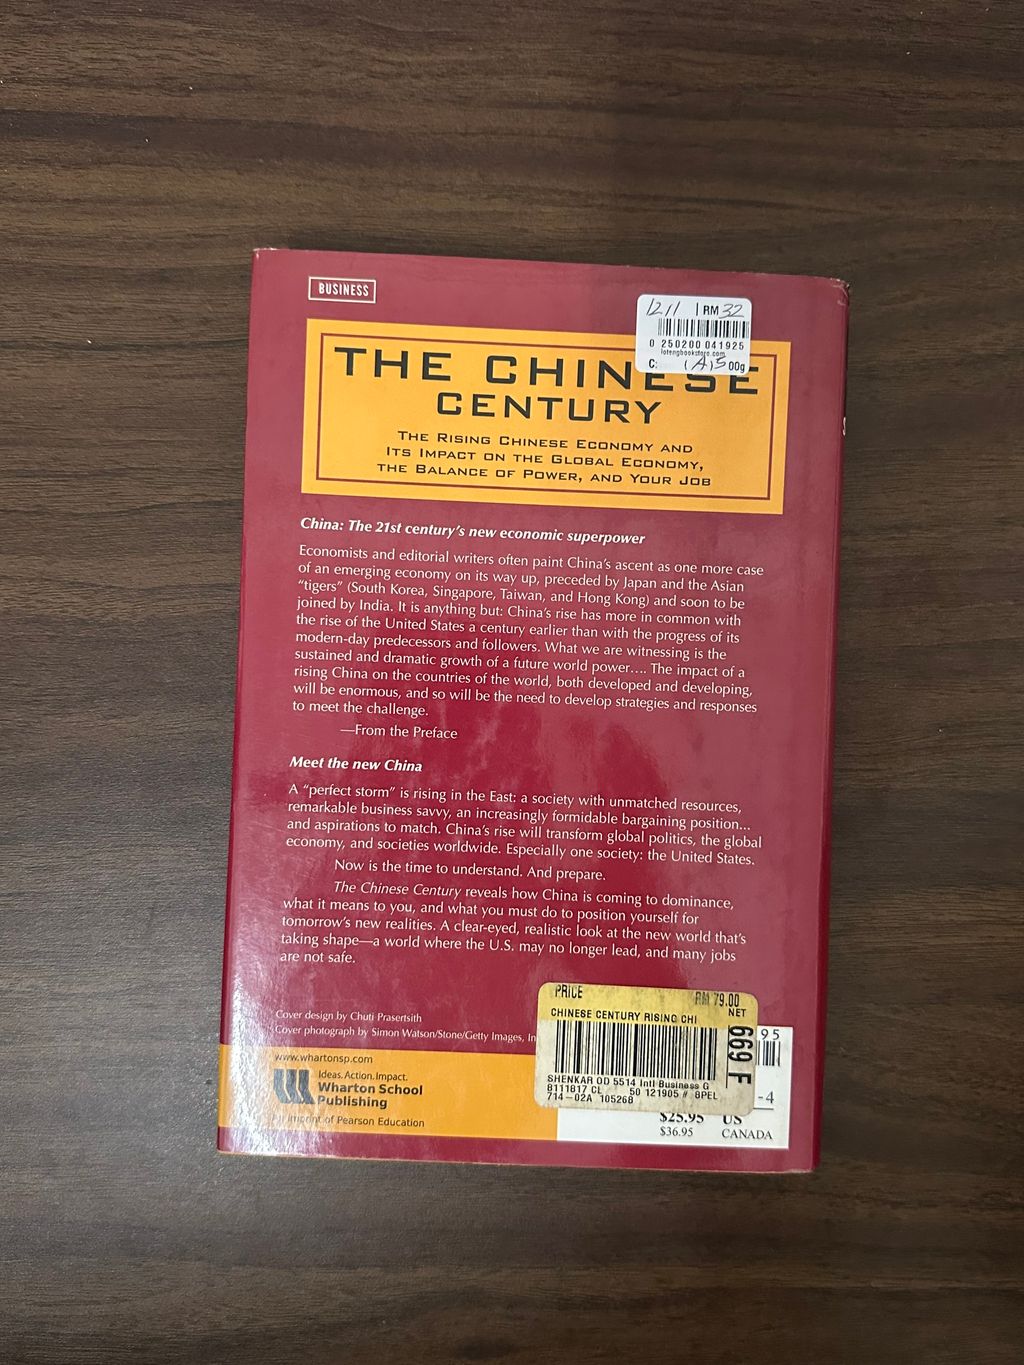 BUSINESS
1211 | RM 32
0 250200 041925
lotengbookstore.com
C: (A)5 00g
THE CHINESE
CENTURY
THE RISING CHINESE ECONOMY AND
ITS IMPACT ON THE GLOBAL ECONOMY,
THE BALANCE OF POWER, AND YOUR JOB
China: The 21st century's new economic superpower
Economists and editorial writers often paint China's ascent as one more case
of an emerging economy on its way up, preceded by Japan and the Asian
"tigers" (South Korea, Singapore, Taiwan, and Hong Kong) and soon to be
joined by India. It is anything but: China's rise has more in common with
the rise of the United States a century earlier than with the progress of its
modern-day predecessors and followers. What we are witnessing is the
sustained and dramatic growth of a future world power.... The impact of a
rising China on the countries of the world, both developed and developing,
will be enormous, and so will be the need to develop strategies and responses
to meet the challenge.
—From the Preface
Meet the new China
A "perfect storm" is rising in the East: a society with unmatched resources,
remarkable business savvy, an increasingly formidable bargaining position...
and aspirations to match. China's rise will transform global politics, the global
economy, and societies worldwide. Especially one society: the United States.
Now is the time to understand. And prepare.
The Chinese Century reveals how China is coming to dominance,
what it means to you, and what you must do to position yourself for
tomorrow's new realities. A clear-eyed, realistic look at the new world that's
taking shape—a world where the U.S. may no longer lead, and many jobs
are not safe.
Cover design by Chuti Prasertsith
Cover photograph by Simon Watson/Stone/Getty Images, In
www.whartonsp.com
Ideas. Action. Impact.
Wharton School
Publishing
An imprint of Pearson Education
PRICE RM 79.00
NET
CHINESE CENTURY RISING CHI
669 F
SHENKAR OD 5514 Intl Business G
8111817 CL 50 121905 # 8PEL
714-02A 105268
95
-4
$25.95 US
$36.95 CANADA